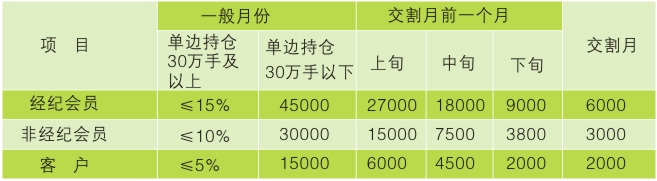 项 目 一般月份 交割月前一个月 交割月
单边持仓30万手及以上 单边持仓30万手以下 上旬 中旬 下旬
经纪会员 ≤15% 45000 27000 18000 9000 6000
非经纪会员 ≤10% 30000 15000 7500 3800 3000
客 户 ≤5% 15000 6000 4500 2000 2000